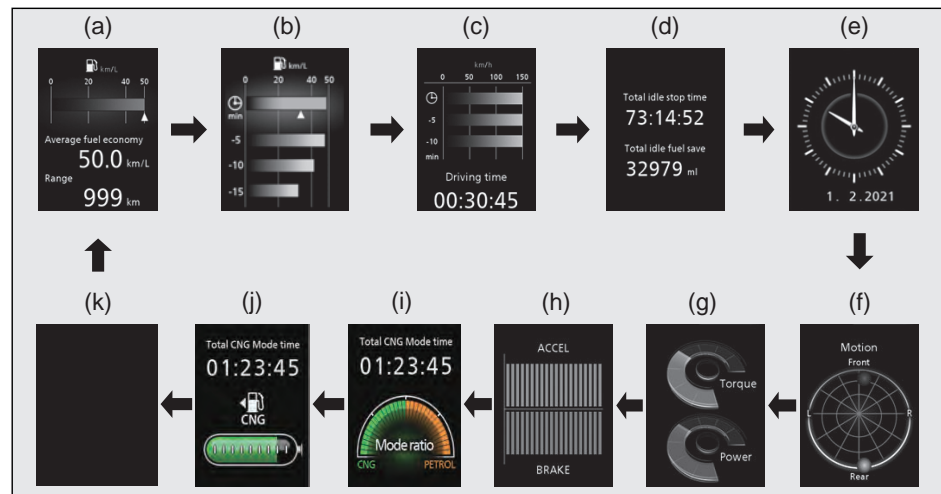 (a)
(b)
(c)
(d)
(e)
km/L
0 20 40 50
Average fuel economy
50.0 km/L
Range
999 km
km/L
0 20 40 50
min
-5
-10
-15
km/h
0 50 100 150
-5
-10
min
Driving time
00:30:45
Total idle stop time
73:14:52
Total idle fuel save
32979 ml
1. 2.2021
(k)
(j)
(i)
(h)
(g)
(f)
Total CNG Mode time
01:23:45
CNG
Total CNG Mode time
01:23:45
Mode ratio
CNG PETROL
ACCEL
BRAKE
Torque
Power
Motion
Front
L R
Rear